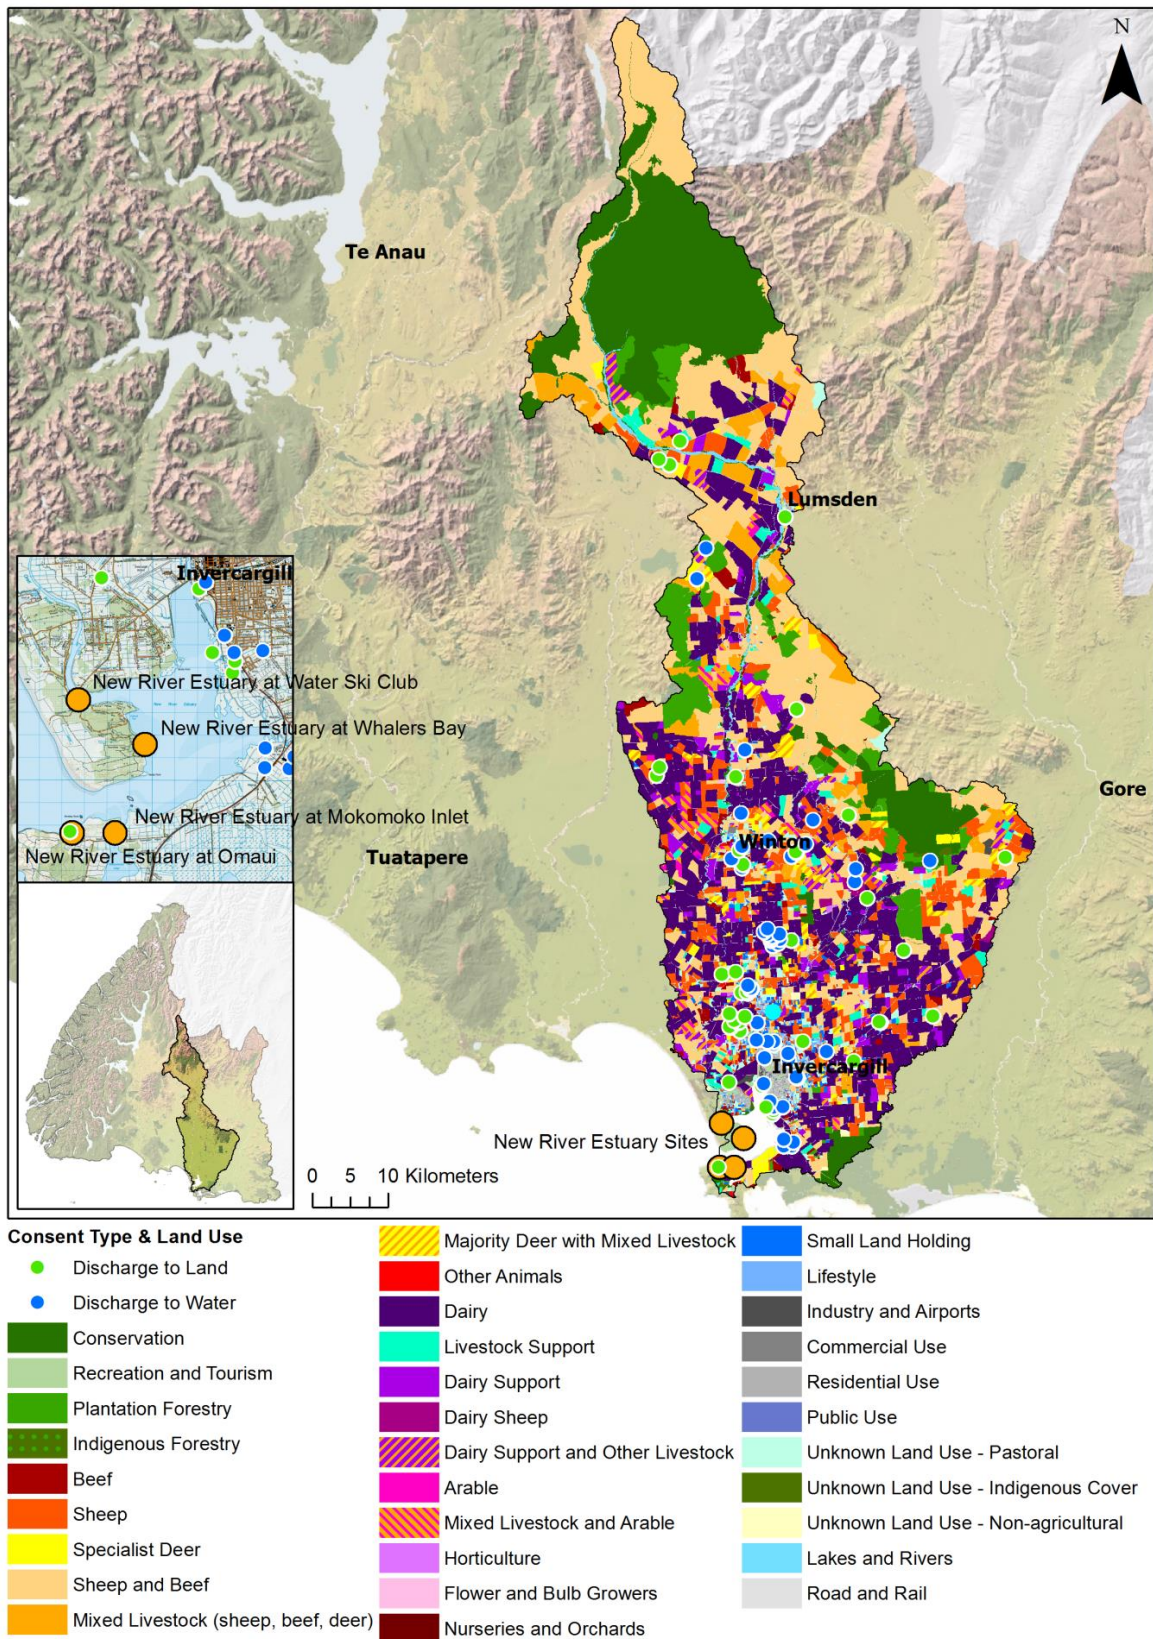 N
Te Anau
Lumsden
Invercargill
New River Estuary at Water Ski Club
New River Estuary at Whalers Bay
New River Estuary at Mokomoko Inlet
New River Estuary at Omaui
Gore
Winton
Tuatapere
Invercargill
New River Estuary Sites
0 5 10 Kilometers
Consent Type & Land Use
Discharge to Land
Discharge to Water
Conservation
Recreation and Tourism
Plantation Forestry
Indigenous Forestry
Beef
Sheep
Specialist Deer
Sheep and Beef
Mixed Livestock (sheep, beef, deer)
Majority Deer with Mixed Livestock
Other Animals
Dairy
Livestock Support
Dairy Support
Dairy Sheep
Dairy Support and Other Livestock
Arable
Mixed Livestock and Arable
Horticulture
Flower and Bulb Growers
Nurseries and Orchards
Small Land Holding
Lifestyle
Industry and Airports
Commercial Use
Residential Use
Public Use
Unknown Land Use - Pastoral
Unknown Land Use - Indigenous Cover
Unknown Land Use - Non-agricultural
Lakes and Rivers
Road and Rail